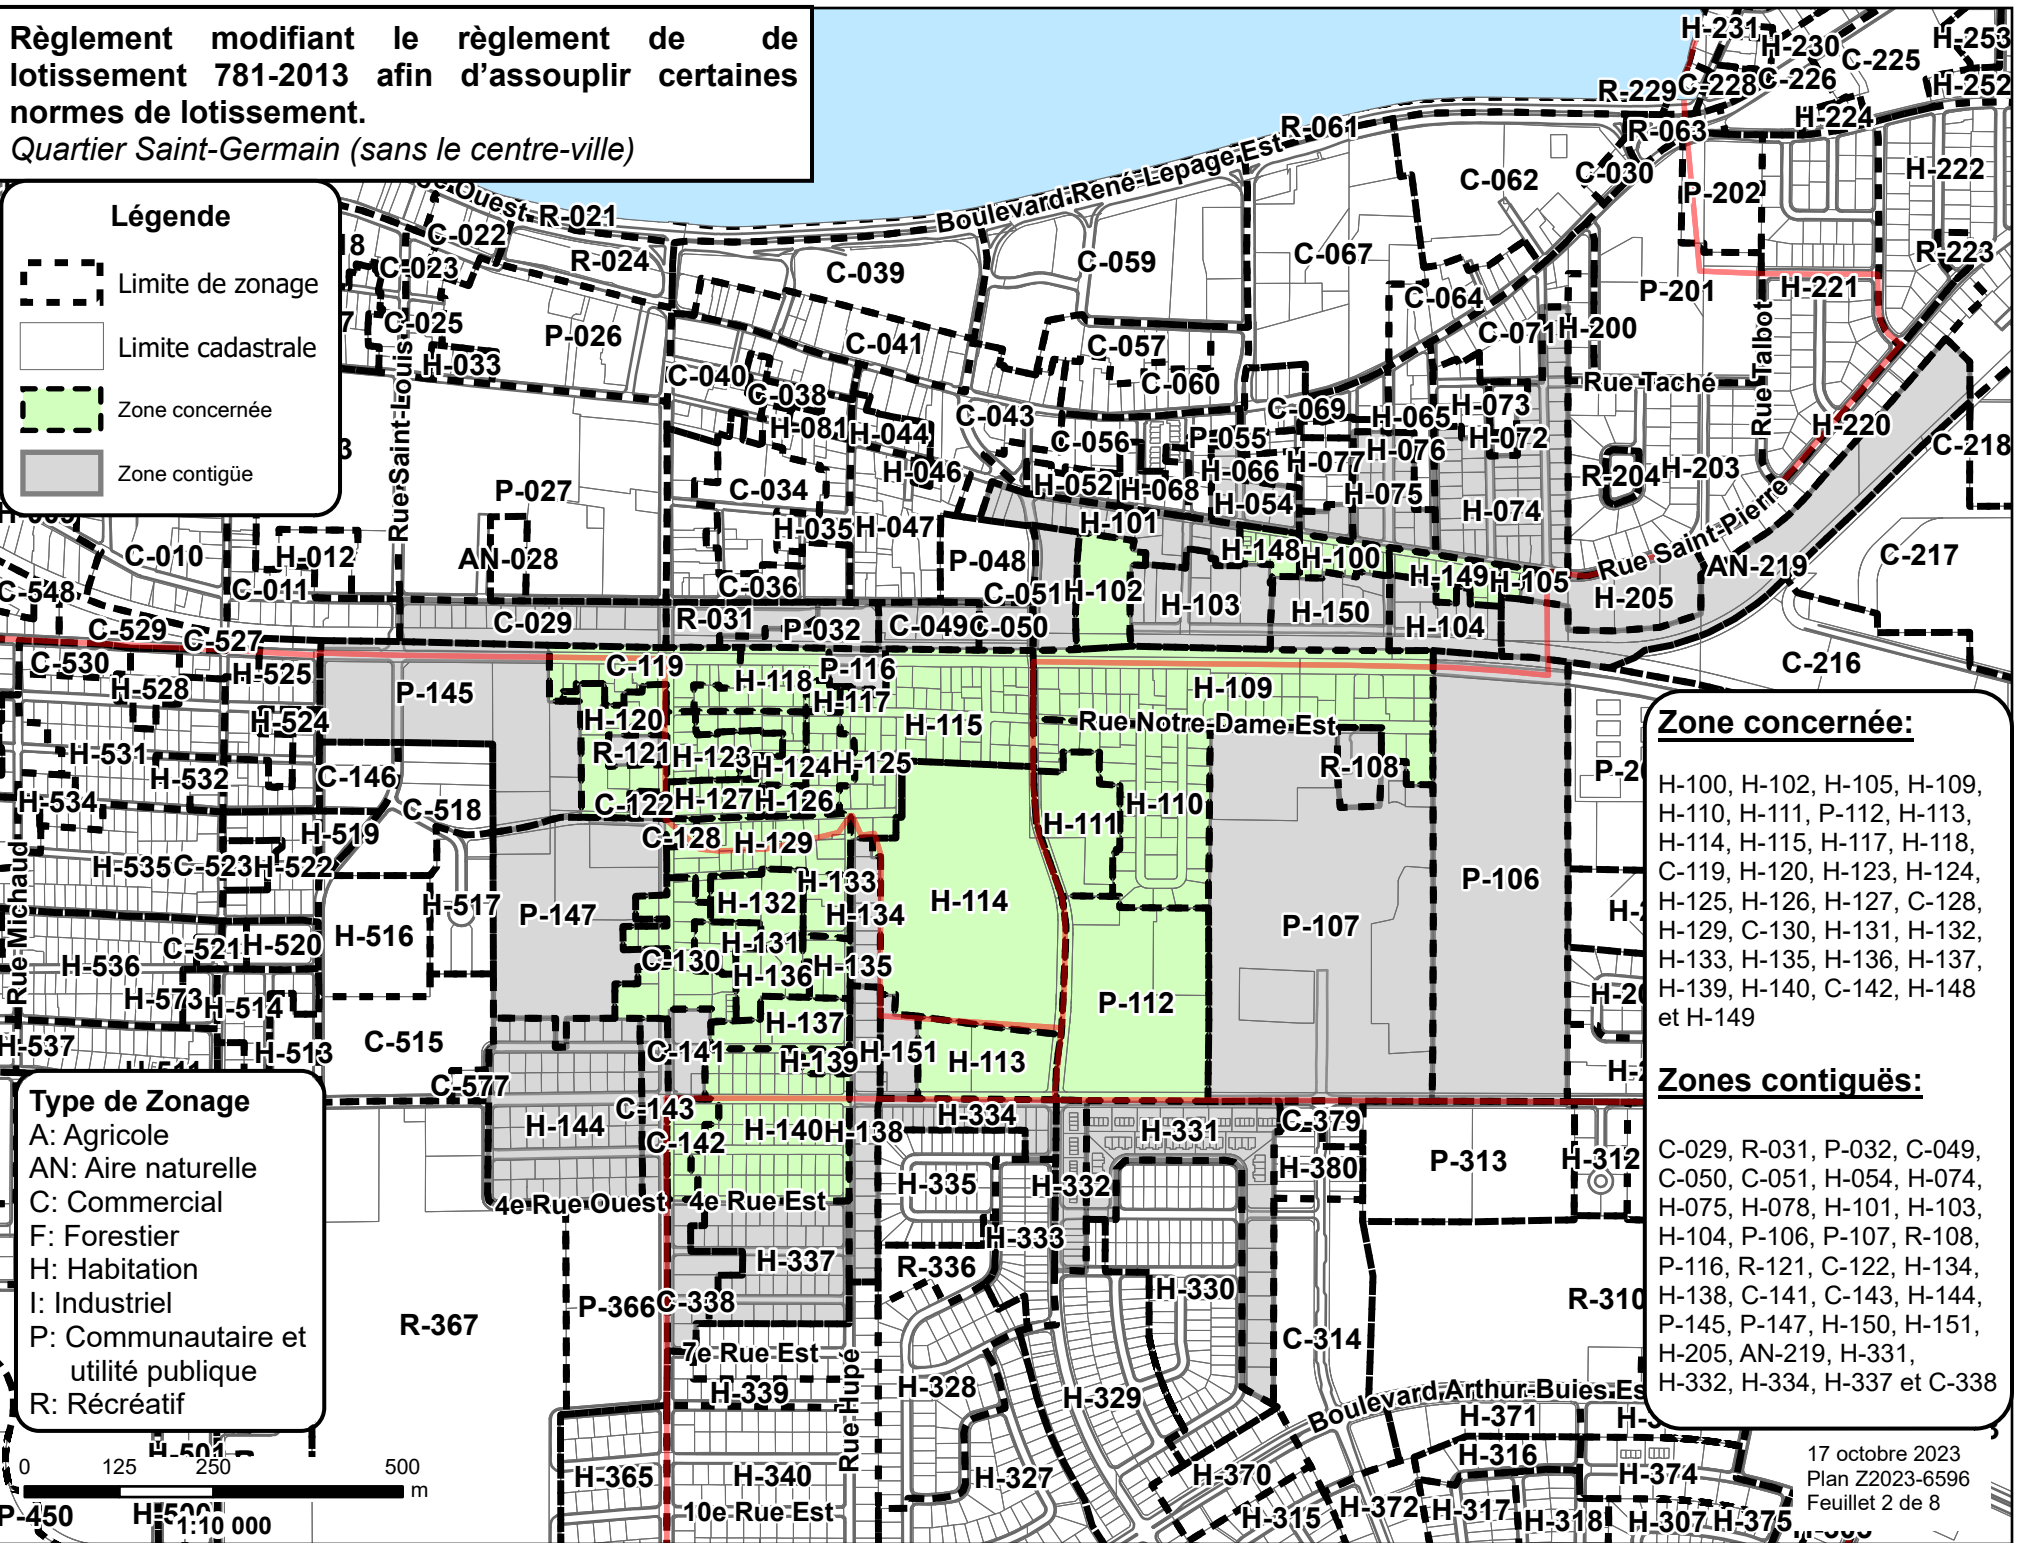 Règlement modifiant le règlement de de
lotissement 781-2013 afin d'assouplir certaines
normes de lotissement.
Quartier Saint-Germain (sans le centre-ville)
Légende
Limite de zonage
Limite cadastrale
Zone concernée
Zone contigüe
H-231
H-230
C-225
H-253
R-229
C-228
C-226
H-252
R-061
R-063
H-224
Boulevard René-Lepage Est
Ouest
R-021
C-022
R-024
C-023
C-039
C-059
C-067
C-062
C-030
P-202
H-222
R-223
C-025
P-026
C-041
C-057
C-064
C-071
H-200
P-201
H-221
Rue Saint-Louis
H-033
C-040
C-038
C-060
Rue Taché
Rue Talbot
H-081
H-044
C-043
C-056
P-055
C-069
H-065
H-073
H-072
H-220
C-218
H-046
H-066
H-077
H-076
R-204
H-203
P-027
C-034
H-052
H-068
H-054
H-075
H-074
Rue Saint-Pierre
C-010
H-012
AN-028
H-035
H-047
P-048
H-101
H-148
H-100
AN-219
C-217
C-548
C-011
C-036
C-051
H-102
H-103
H-150
H-149
H-105
H-205
C-529
C-527
C-029
R-031
P-032
C-049
C-050
H-104
C-216
C-530
H-525
P-145
C-119
H-118
P-116
H-109
H-528
H-524
H-120
H-117
H-115
Rue Notre-Dame Est
H-531
H-532
C-146
R-121
H-123
H-124
H-125
R-108
H-534
C-518
C-122
H-127
H-126
H-110
H-519
C-128
H-129
H-111
Rue Michaud
H-535
C-523
H-522
H-517
P-147
H-132
H-133
H-134
H-114
P-107
P-106
C-521
H-520
H-516
H-131
H-536
C-130
H-136
H-135
H-573
H-514
H-137
P-112
H-537
H-513
C-515
C-141
H-139
H-151
H-113
C-577
C-143
H-334
C-379
H-144
C-142
H-140
H-138
H-331
H-380
P-313
H-312
4e Rue Ouest
4e Rue Est
H-335
H-332
H-333
H-337
R-336
H-330
R-367
P-366
C-338
C-314
R-310
7e Rue Est
H-339
Rue Hupé
H-328
H-329
Boulevard Arthur-Buies Es
H-371
H-316
H-365
H-340
H-327
H-370
H-374
10e Rue Est
H-315
H-372
H-317
H-318
H-307
H-375
Type de Zonage
A: Agricole
AN: Aire naturelle
C: Commercial
F: Forestier
H: Habitation
I: Industriel
P: Communautaire et
utilité publique
R: Récréatif
0 125 250 500
m
P-450
1:10 000
Zone concernée:
H-100, H-102, H-105, H-109,
H-110, H-111, P-112, H-113,
H-114, H-115, H-117, H-118,
C-119, H-120, H-123, H-124,
H-125, H-126, H-127, C-128,
H-129, C-130, H-131, H-132,
H-133, H-135, H-136, H-137,
H-139, H-140, C-142, H-148
et H-149
Zones contiguës:
C-029, R-031, P-032, C-049,
C-050, C-051, H-054, H-074,
H-075, H-078, H-101, H-103,
H-104, P-106, P-107, R-108,
P-116, R-121, C-122, H-134,
H-138, C-141, C-143, H-144,
P-145, P-147, H-150, H-151,
H-205, AN-219, H-331,
H-332, H-334, H-337 et C-338
17 octobre 2023
Plan Z2023-6596
Feuillet 2 de 8